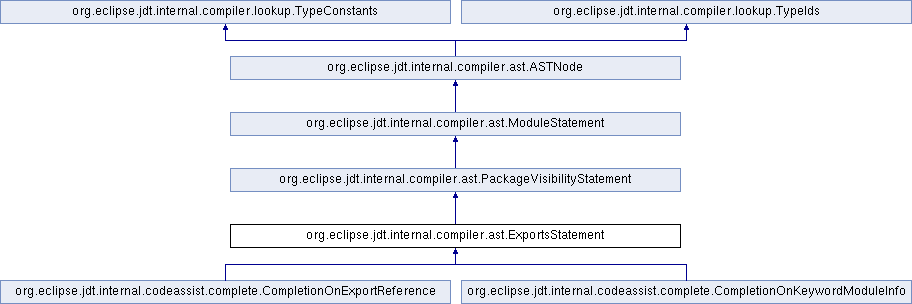 org.eclipse.jdt.internal.compiler.lookup.TypeConstants
org.eclipse.jdt.internal.compiler.lookup.TypeIds
org.eclipse.jdt.internal.compiler.ast.ASTNode
org.eclipse.jdt.internal.compiler.ast.ModuleStatement
org.eclipse.jdt.internal.compiler.ast.PackageVisibilityStatement
org.eclipse.jdt.internal.compiler.ast.ExportsStatement
org.eclipse.jdt.internal.codeassist.complete.CompletionOnExportReference
org.eclipse.jdt.internal.codeassist.complete.CompletionOnKeywordModuleInfo